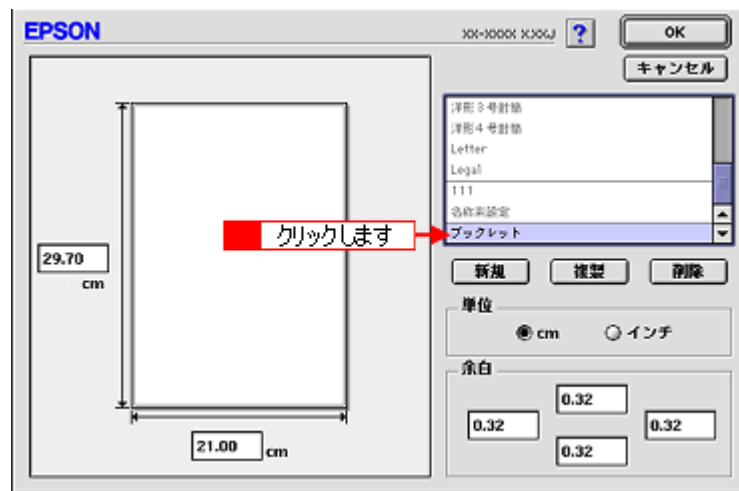 EPSON
?
OK
キャンセル
洋形3号封筒
洋形4号封筒
Letter
Legal
111
名称未設定
ブックレット
クリックします
29.70
cm
新規 複製 削除
単位
cm インチ
余白
0.32
0.32 0.32
0.32
21.00 cm